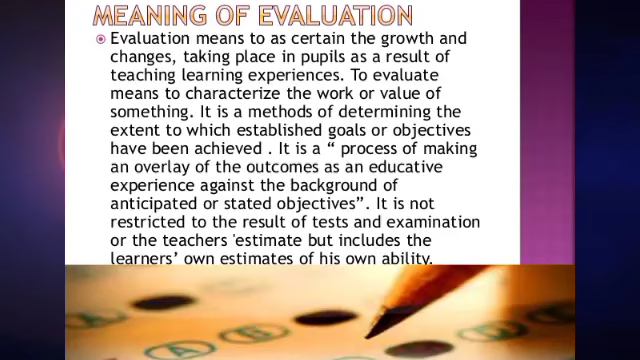 MEANING OF EVALUATION
Evaluation means to as certain the growth and
changes, taking place in pupils as a result of
teaching learning experiences. To evaluate
means to characterize the work or value of
something. It is a methods of determining the
extent to which established goals or objectives
have been achieved . It is a “ process of making
an overlay of the outcomes as an educative
experience against the background of
anticipated or stated objectives”. It is not
restricted to the result of tests and examination
or the teachers 'estimate but includes the
learners’ own estimates of his own ability.
A
A B